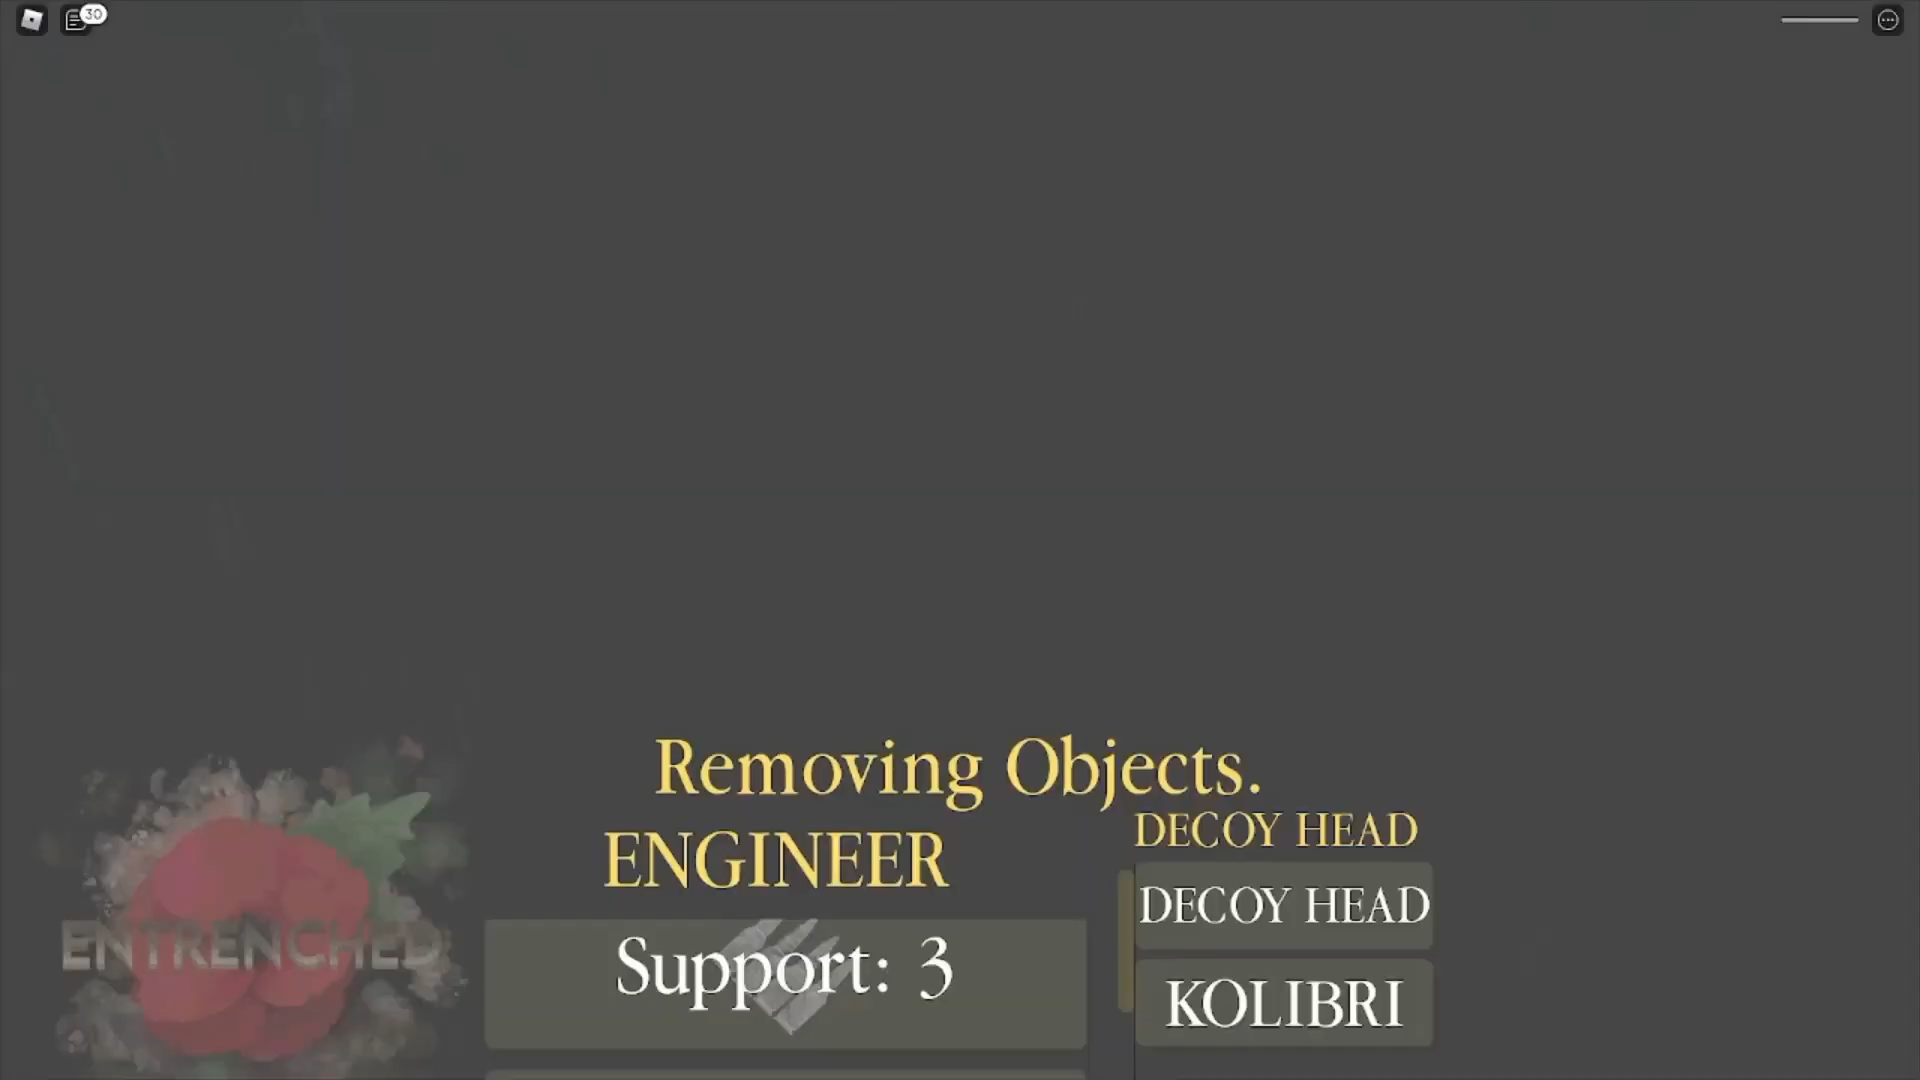 30
Removing Objects.
ENGINEER
DECOY HEAD
DECOY HEAD
ENTRENCHED
Support: 3
KOLIBRI